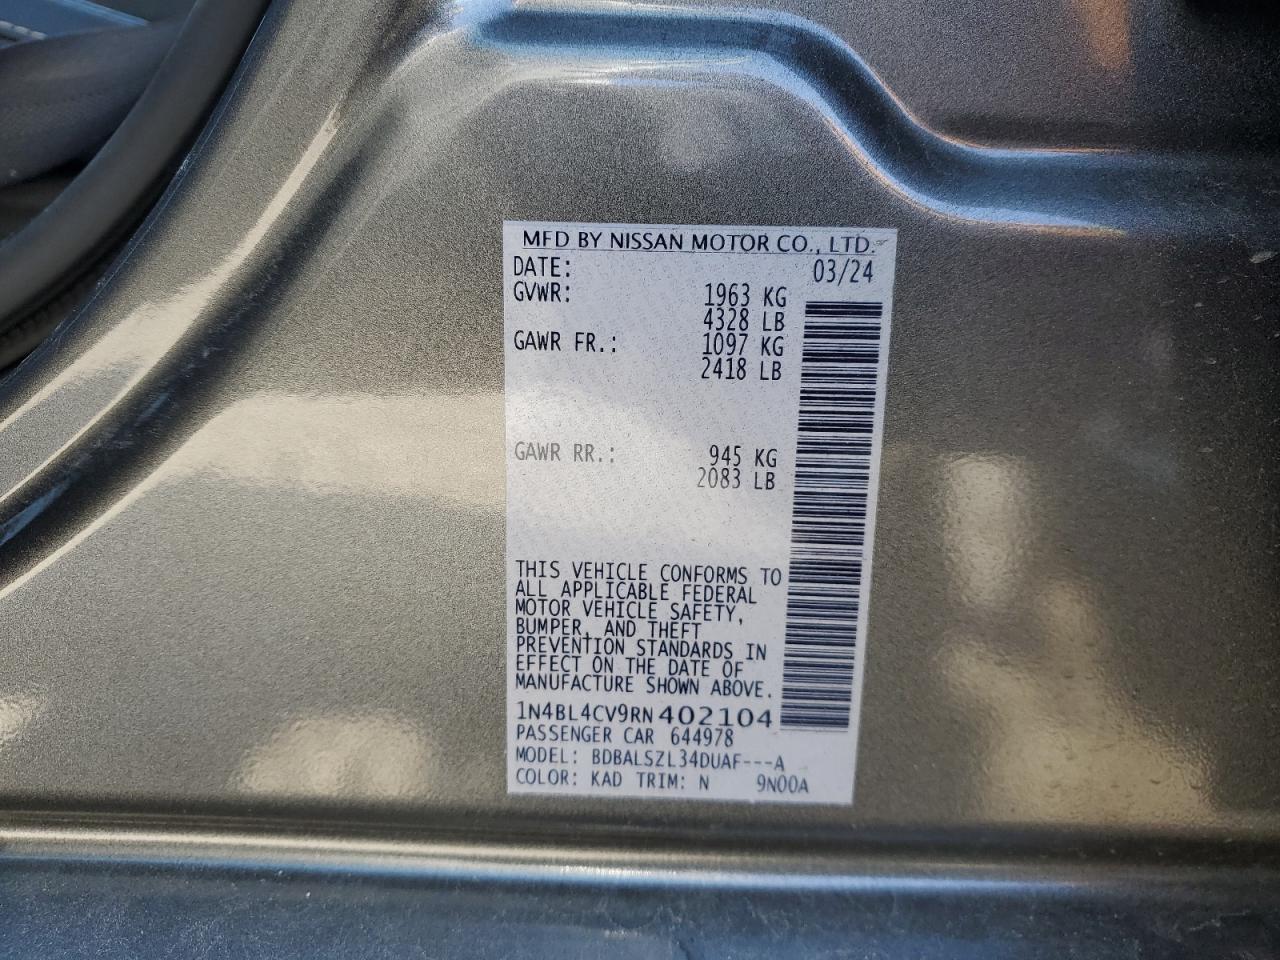 MFD BY NISSAN MOTOR CO., LTD.
DATE: 03/24
GVWR: 1963 KG
4328 LB
GAWR FR.: 1097 KG
2418 LB
GAWR RR.: 945 KG
2083 LB
THIS VEHICLE CONFORMS TO
ALL APPLICABLE FEDERAL
MOTOR VEHICLE SAFETY,
BUMPER, AND THEFT
PREVENTION STANDARDS IN
EFFECT ON THE DATE OF
MANUFACTURE SHOWN ABOVE.
1N4BL4CV9RN402104
PASSENGER CAR 644978
MODEL: BDBALSZL34DUAF---A
COLOR: KAD TRIM: N 9N00A